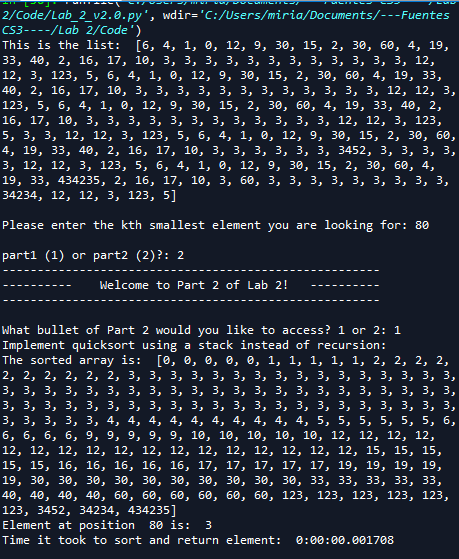 2/Code/Lab_2_v2.0.py', wdir='C:/Users/miria/Documents/---Fuentes
CS3----/Lab 2/Code')
This is the list:  [6, 4, 1, 0, 12, 9, 30, 15, 2, 30, 60, 4, 19,
33, 40, 2, 16, 17, 10, 3, 3, 3, 3, 3, 3, 3, 3, 3, 3, 3, 3, 12,
12, 3, 123, 5, 6, 4, 1, 0, 12, 9, 30, 15, 2, 30, 60, 4, 19, 33,
40, 2, 16, 17, 10, 3, 3, 3, 3, 3, 3, 3, 3, 3, 3, 3, 12, 12, 3,
123, 5, 6, 4, 1, 0, 12, 9, 30, 15, 2, 30, 60, 4, 19, 33, 40, 2,
16, 17, 10, 3, 3, 3, 3, 3, 3, 3, 3, 3, 3, 3, 3, 12, 12, 3, 123,
5, 3, 3, 12, 12, 3, 123, 5, 6, 4, 1, 0, 12, 9, 30, 15, 2, 30, 60,
4, 19, 33, 40, 2, 16, 17, 10, 3, 3, 3, 3, 3, 3, 3452, 3, 3, 3, 3,
3, 12, 12, 3, 123, 5, 6, 4, 1, 0, 12, 9, 30, 15, 2, 30, 60, 4,
19, 33, 434235, 2, 16, 17, 10, 3, 60, 3, 3, 3, 3, 3, 3, 3, 3, 3,
34234, 12, 12, 3, 123, 5]
Please enter the kth smallest element you are looking for: 80
part1 (1) or part2 (2)?: 2
------------------------------------------------------
----------    Welcome to Part 2 of Lab 2!   ----------
------------------------------------------------------
What bullet of Part 2 would you like to access? 1 or 2: 1
Implement quicksort using a stack instead of recursion:
The sorted array is:  [0, 0, 0, 0, 0, 1, 1, 1, 1, 1, 2, 2, 2, 2,
2, 2, 2, 2, 2, 2, 3, 3, 3, 3, 3, 3, 3, 3, 3, 3, 3, 3, 3, 3, 3, 3,
3, 3, 3, 3, 3, 3, 3, 3, 3, 3, 3, 3, 3, 3, 3, 3, 3, 3, 3, 3, 3, 3,
3, 3, 3, 3, 3, 3, 3, 3, 3, 3, 3, 3, 3, 3, 3, 3, 3, 3, 3, 3, 3, 3,
3, 3, 3, 3, 3, 4, 4, 4, 4, 4, 4, 4, 4, 4, 4, 5, 5, 5, 5, 5, 5, 6,
6, 6, 6, 6, 9, 9, 9, 9, 9, 10, 10, 10, 10, 10, 12, 12, 12, 12,
12, 12, 12, 12, 12, 12, 12, 12, 12, 12, 12, 12, 12, 15, 15, 15,
15, 15, 16, 16, 16, 16, 16, 17, 17, 17, 17, 17, 19, 19, 19, 19,
19, 30, 30, 30, 30, 30, 30, 30, 30, 30, 30, 33, 33, 33, 33, 33,
40, 40, 40, 40, 60, 60, 60, 60, 60, 60, 123, 123, 123, 123, 123,
123, 3452, 34234, 434235]
Element at position  80 is:  3
Time it took to sort and return element:  0:00:00.001708